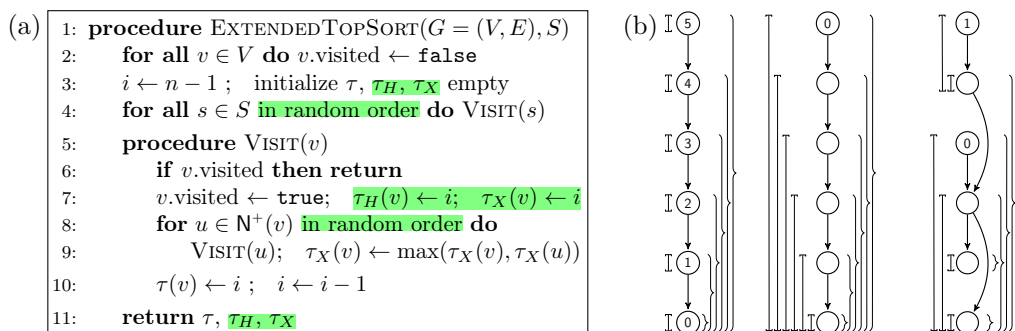 (a)
1: procedure EXTENDEDTOPSORT(G = (V, E), S)
2: for all v ∈ V do v.visited ← false
3: i ← n − 1 ; initialize τ, τ_H, τ_X empty
4: for all s ∈ S in random order do VISIT(s)
5: procedure VISIT(v)
6: if v.visited then return
7: v.visited ← true; τ_H(v) ← i; τ_X(v) ← i
8: for u ∈ N⁺(v) in random order do
9: VISIT(u); τ_X(v) ← max(τ_X(v), τ_X(u))
10: τ(v) ← i ; i ← i − 1
11: return τ, τ_H, τ_X
(b)
5 0 1
4
3 0
2
1
0